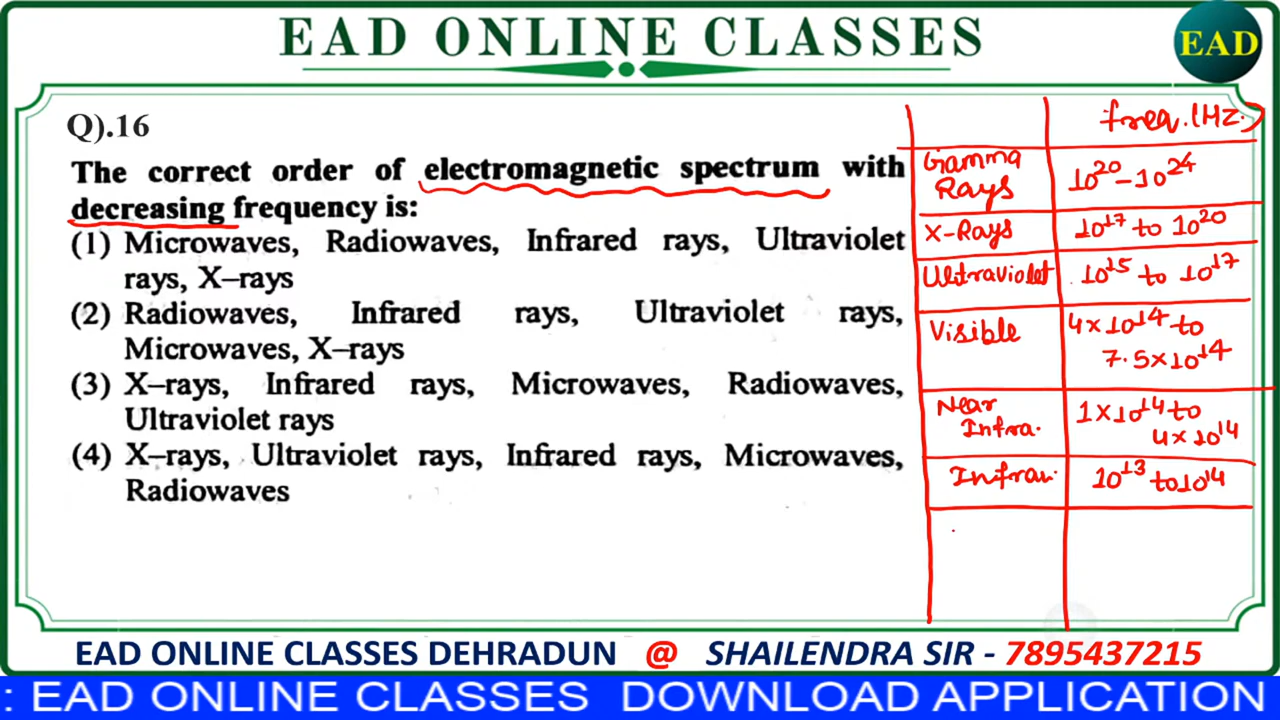 EAD ONLINE CLASSES
EAD
Q).16
The correct order of electromagnetic spectrum with
decreasing frequency is:
(1) Microwaves, Radiowaves, Infrared rays, Ultraviolet
rays, X–rays
(2) Radiowaves, Infrared rays, Ultraviolet rays,
Microwaves, X–rays
(3) X–rays, Infrared rays, Microwaves, Radiowaves,
Ultraviolet rays
(4) X–rays, Ultraviolet rays, Infrared rays, Microwaves,
Radiowaves
freq. (HZ.)
Gamma
Rays
10²⁰ – 10²⁴
X-Rays
10¹⁷ to 10²⁰
Ultraviolet
10¹⁵ to 10¹⁷
Visible
4×10¹⁴ to
7.5×10¹⁴
Near
Infra.
1×10¹⁴ to
4×10¹⁴
Infra.
10¹³ to 10¹⁴
EAD ONLINE CLASSES DEHRADUN @ SHAILENDRA SIR - 7895437215
: EAD ONLINE CLASSES DOWNLOAD APPLICATION